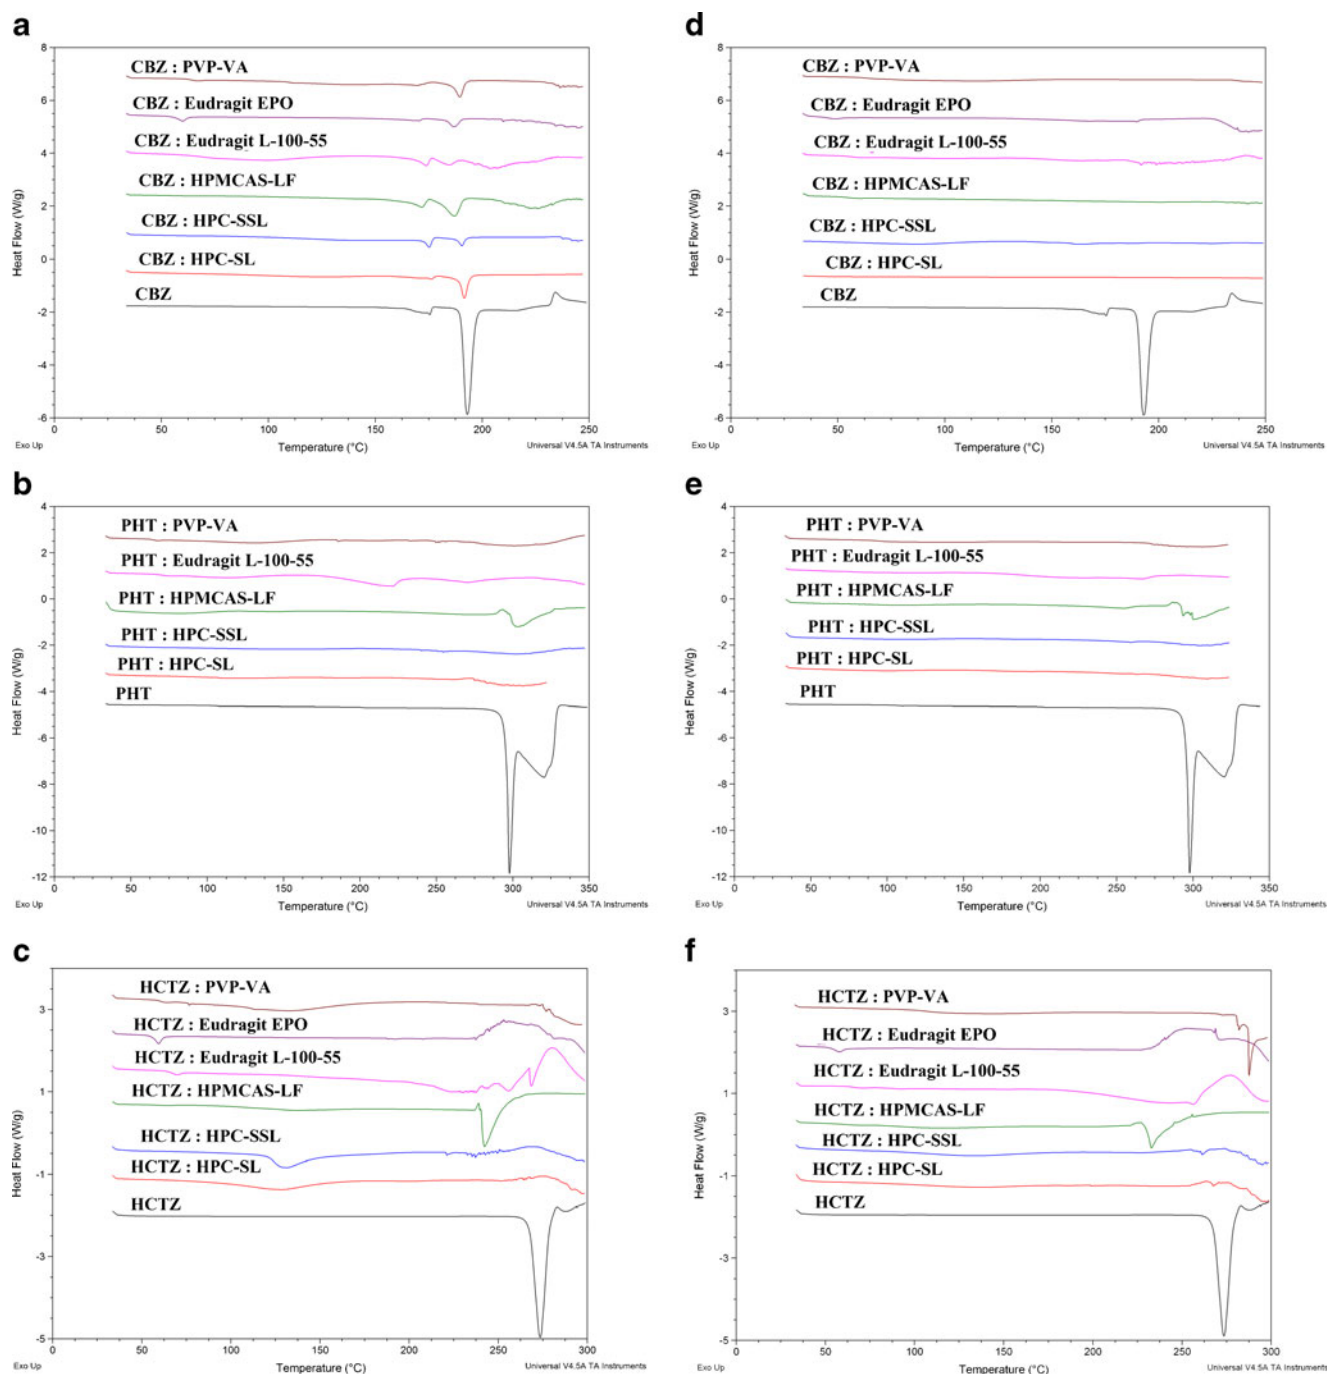 a
8
6
4
2
0
-2
-4
-6
Heat Flow (W/g)
CBZ : PVP-VA
CBZ : Eudragit EPO
CBZ : Eudragit L-100-55
CBZ : HPMCAS-LF
CBZ : HPC-SSL
CBZ : HPC-SL
CBZ
0 50 100 150 200 250
Exo Up
Temperature (°C)
Universal V4.5A TA Instruments
d
8
6
4
2
0
-2
-4
-6
Heat Flow (W/g)
CBZ : PVP-VA
CBZ : Eudragit EPO
CBZ : Eudragit L-100-55
CBZ : HPMCAS-LF
CBZ : HPC-SSL
CBZ : HPC-SL
CBZ
0 50 100 150 200 250
Exo Up
Temperature (°C)
Universal V4.5A TA Instruments
b
4
2
0
-2
-4
-6
-8
-10
-12
Heat Flow (W/g)
PHT : PVP-VA
PHT : Eudragit L-100-55
PHT : HPMCAS-LF
PHT : HPC-SSL
PHT : HPC-SL
PHT
0 50 100 150 200 250 300 350
Exo Up
Temperature (°C)
Universal V4.5A TA Instruments
e
4
2
0
-2
-4
-6
-8
-10
-12
Heat Flow (W/g)
PHT : PVP-VA
PHT : Eudragit L-100-55
PHT : HPMCAS-LF
PHT : HPC-SSL
PHT : HPC-SL
PHT
0 50 100 150 200 250 300 350
Exo Up
Temperature (°C)
Universal V4.5A TA Instruments
c
3
1
-1
-3
-5
Heat Flow (W/g)
HCTZ : PVP-VA
HCTZ : Eudragit EPO
HCTZ : Eudragit L-100-55
HCTZ : HPMCAS-LF
HCTZ : HPC-SSL
HCTZ : HPC-SL
HCTZ
0 50 100 150 200 250 300
Exo Up
Temperature (°C)
Universal V4.5A TA Instruments
f
3
1
-1
-3
-5
Heat Flow (W/g)
HCTZ : PVP-VA
HCTZ : Eudragit EPO
HCTZ : Eudragit L-100-55
HCTZ : HPMCAS-LF
HCTZ : HPC-SSL
HCTZ : HPC-SL
HCTZ
0 50 100 150 200 250 300
Exo Up
Temperature (°C)
Universal V4.5A TA Instruments